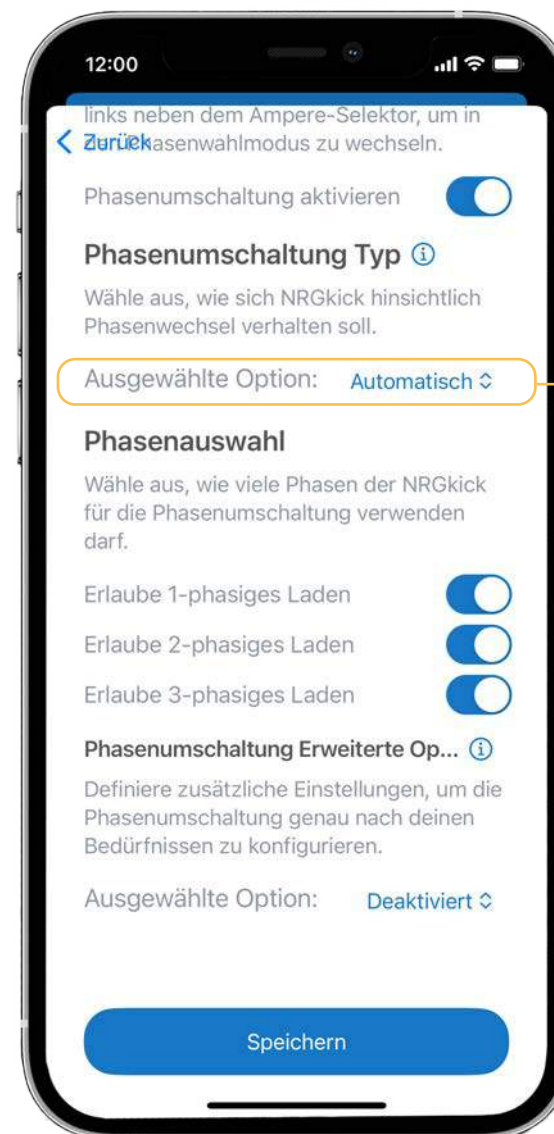 12:00
links neben dem Ampere-Selektor, um in
Zurück
Phasenwahlmodus zu wechseln.
Phasenumschaltung aktivieren
Phasenumschaltung Typ
Wähle aus, wie sich NRGkick hinsichtlich
Phasenwechsel verhalten soll.
Ausgewählte Option: Automatisch
Phasenauswahl
Wähle aus, wie viele Phasen der NRGkick
für die Phasenumschaltung verwenden
darf.
Erlaube 1-phasiges Laden
Erlaube 2-phasiges Laden
Erlaube 3-phasiges Laden
Phasenumschaltung Erweiterte Op...
Definiere zusätzliche Einstellungen, um die
Phasenumschaltung genau nach deinen
Bedürfnissen zu konfigurieren.
Ausgewählte Option: Deaktiviert
Speichern